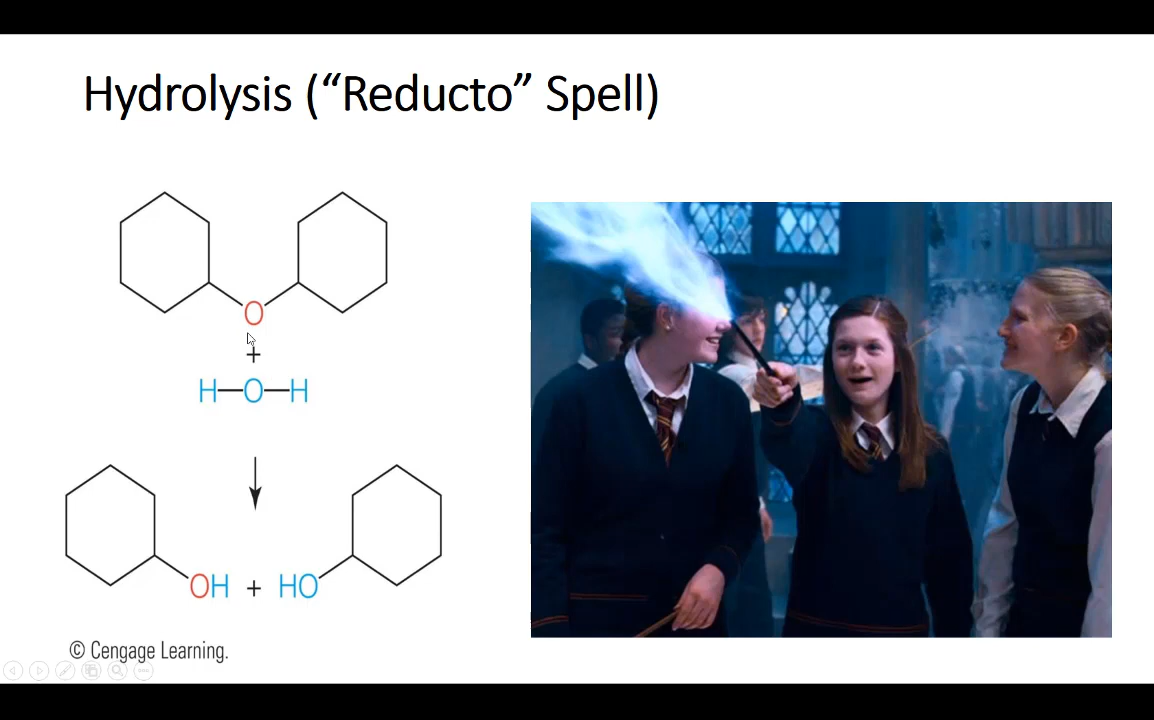 Hydrolysis (“Reducto” Spell)
O
+
H—O—H
OH + HO
© Cengage Learning.